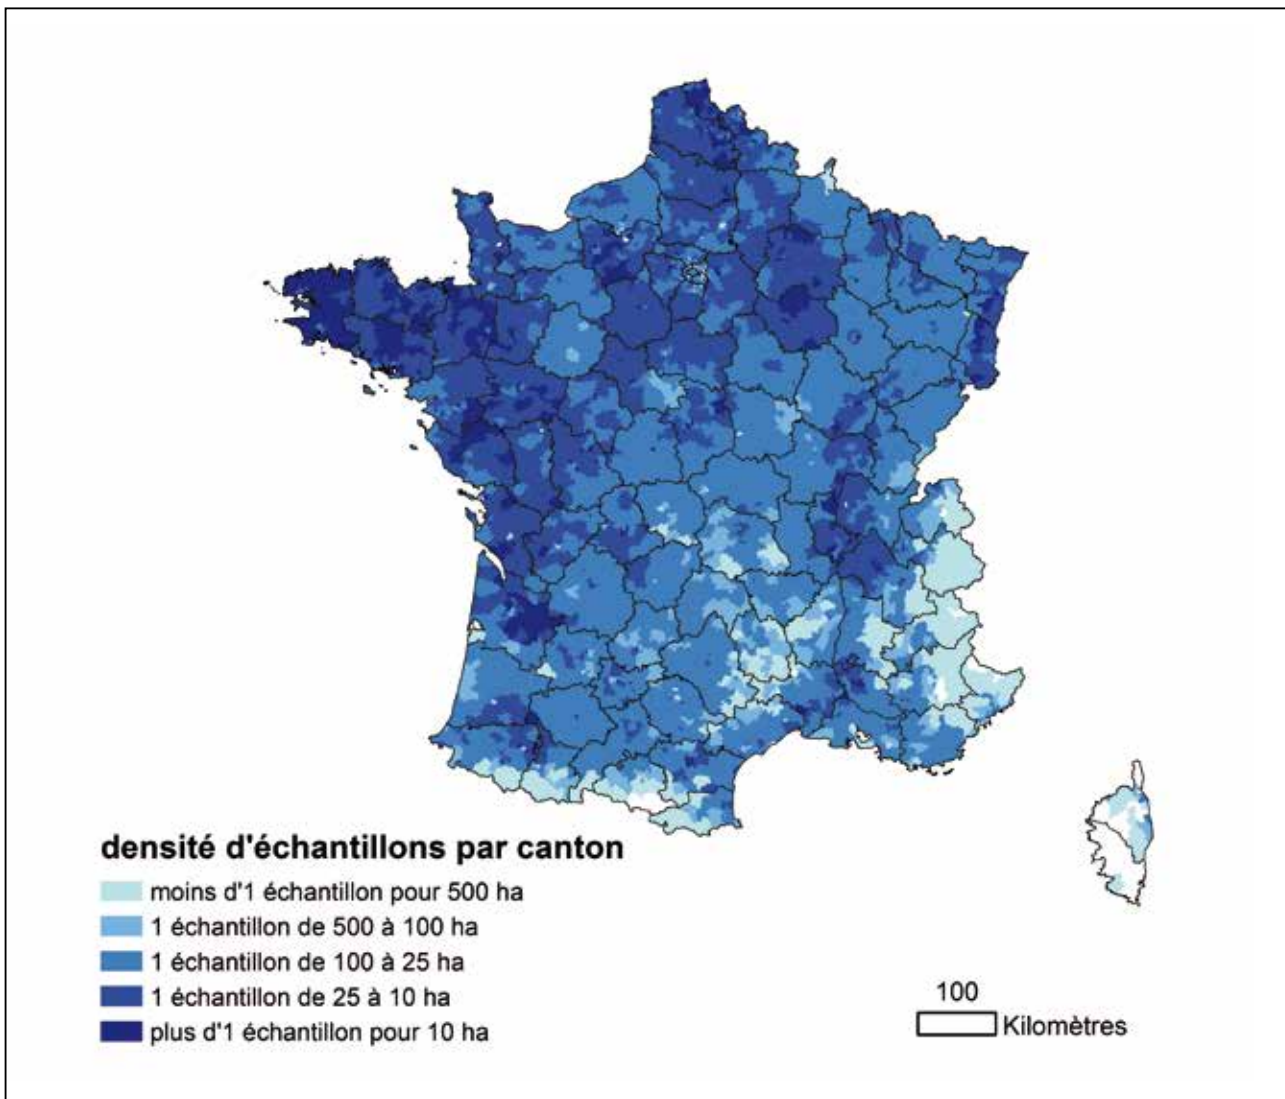 densité d'échantillons par canton
moins d'1 échantillon pour 500 ha
1 échantillon de 500 à 100 ha
1 échantillon de 100 à 25 ha
1 échantillon de 25 à 10 ha
plus d'1 échantillon pour 10 ha
100
Kilomètres